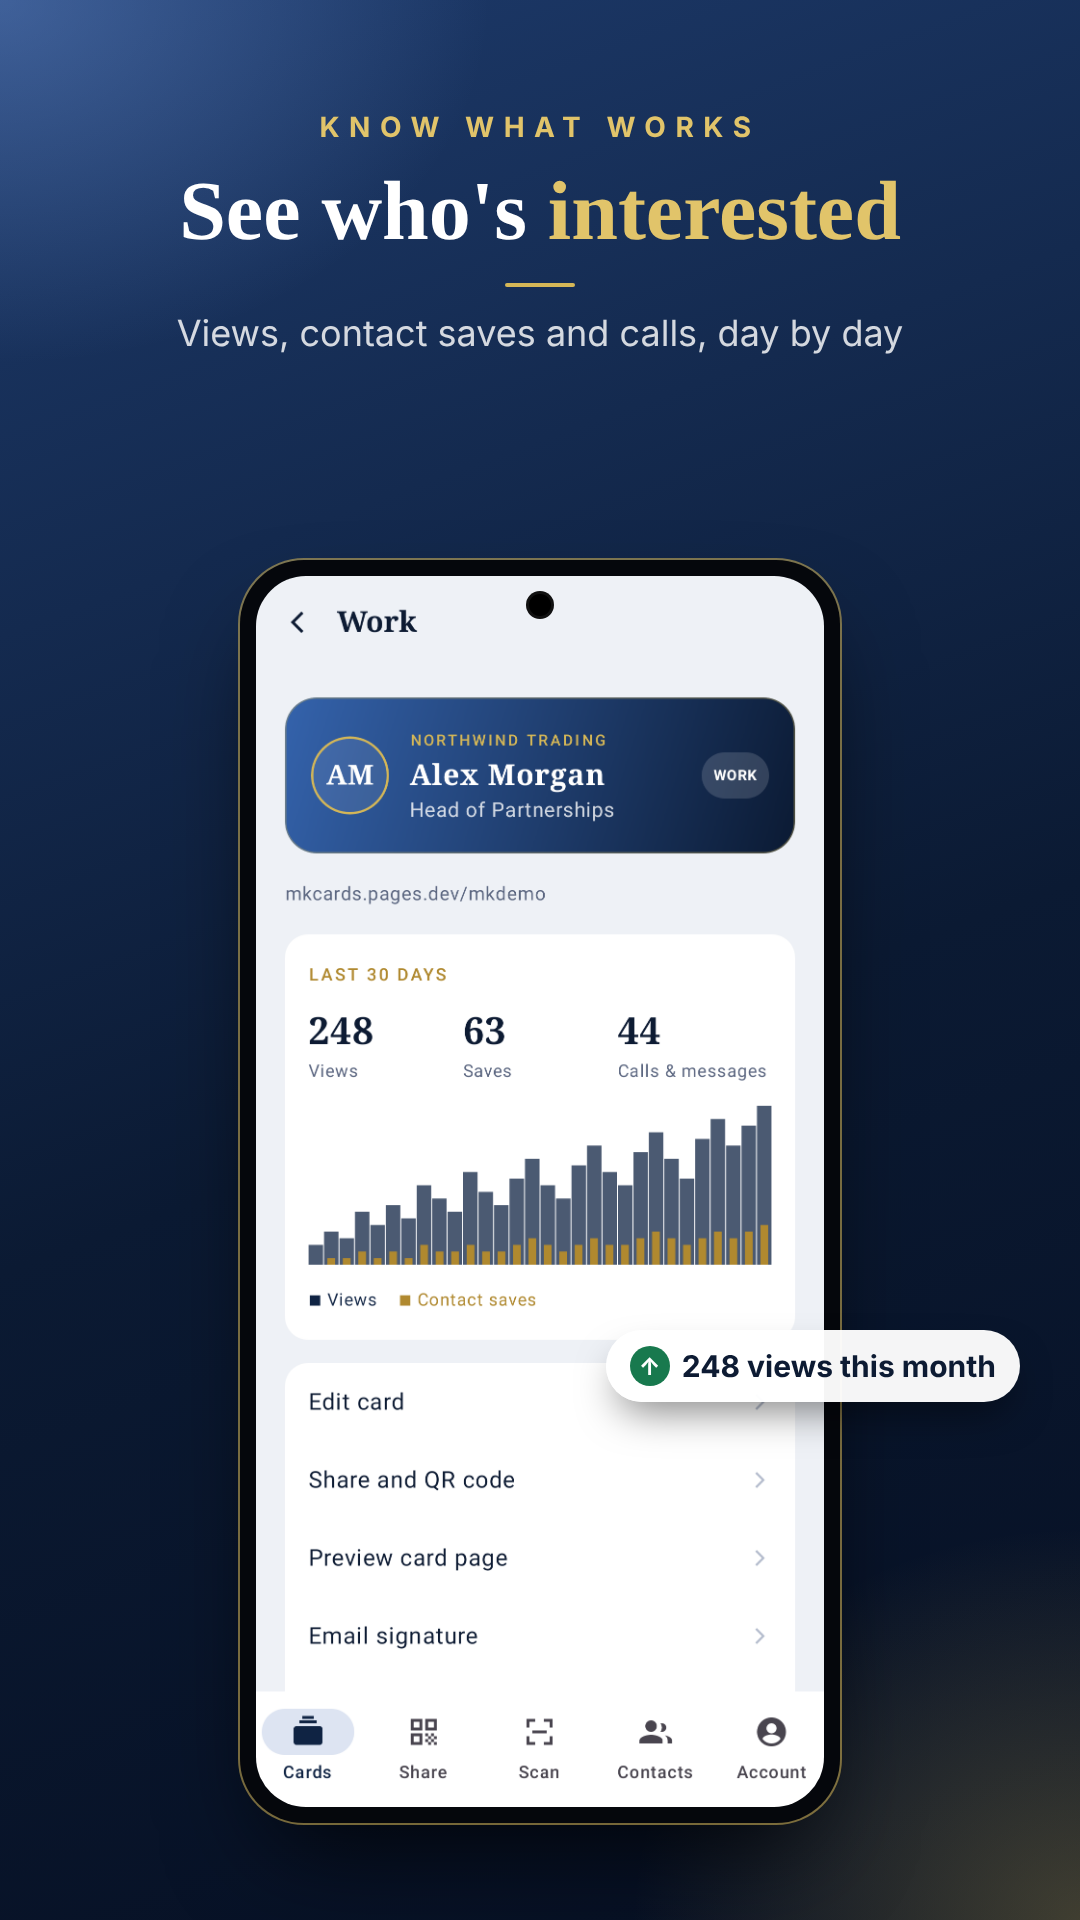 KNOW WHAT WORKS
See who's interested
Views, contact saves and calls, day by day
Work
AM
NORTHWIND TRADING
Alex Morgan
Head of Partnerships
WORK
mkcards.pages.dev/mkdemo
LAST 30 DAYS
248 63 44
Views Saves Calls & messages
Views Contact saves
248 views this month
Edit card
Share and QR code
Preview card page
Email signature
Cards Share Scan Contacts Account